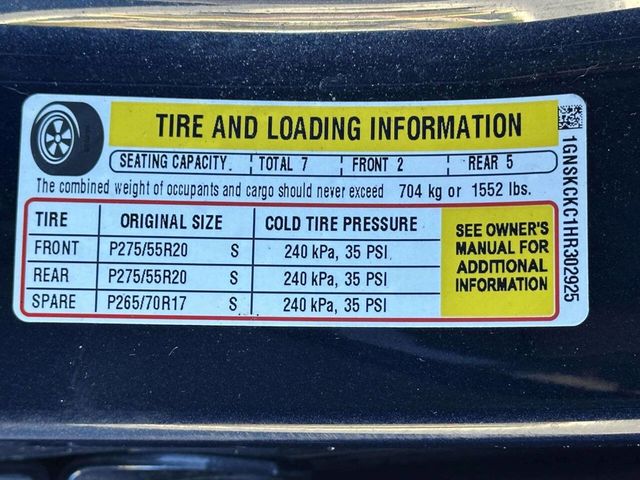 TIRE AND LOADING INFORMATION
SEATING CAPACITY TOTAL 7 FRONT 2 REAR 5
The combined weight of occupants and cargo should never exceed 704 kg or 1552 lbs.
TIRE ORIGINAL SIZE COLD TIRE PRESSURE
FRONT P275/55R20 S 240 kPa, 35 PSI
REAR P275/55R20 S 240 kPa, 35 PSI
SPARE P265/70R17 S 240 kPa, 35 PSI
SEE OWNER'S
MANUAL FOR
ADDITIONAL
INFORMATION
1GNSKCKC1HR302925